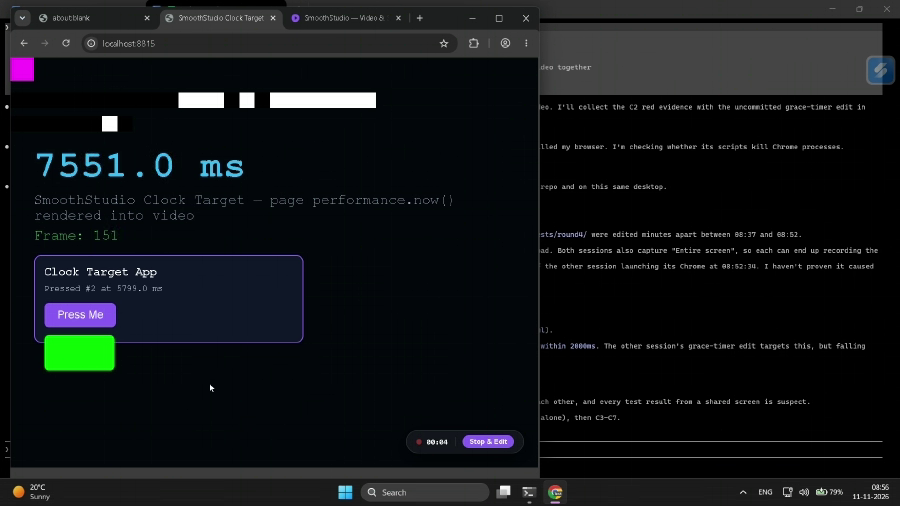 about:blank
SmoothStudio Clock Target
SmoothStudio — Video &
localhost:8815
7551.0 ms
SmoothStudio Clock Target — page performance.now()
rendered into video
Frame: 151
Clock Target App
Pressed #2 at 5799.0 ms
Press Me
00:04
Stop & Edit
deo together
deo. I'll collect the C2 red evidence with the uncommitted grace-timer edit in
lled my browser. I'm checking whether its scripts kill Chrome processes.
repo and on this same desktop.
sts/round4/ were edited minutes apart between 08:37 and 08:52.
ad. Both sessions also capture "Entire screen", so each can end up recording the
the other session launching its Chrome at 08:52:34. I haven't proven it caused
l].
within 2000ms. The other session's grace-timer edit targets this, but falling
ach other, and every test result from a shared screen is suspect.
alone), then C3–C7.
20°C
Sunny
Search
ENG
79%
08:56
11-11-2026